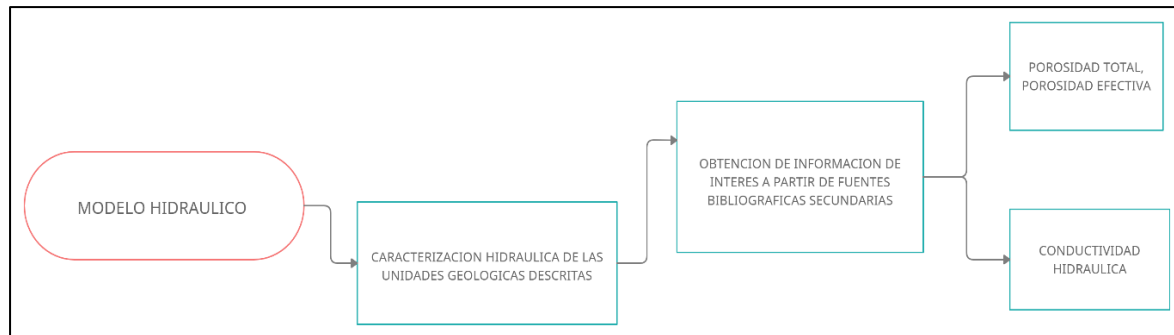 MODELO HIDRAULICO
CARACTERIZACION HIDRAULICA DE LAS
UNIDADES GEOLOGICAS DESCRITAS
OBTENCION DE INFORMACION DE
INTERES A PARTIR DE FUENTES
BIBLIOGRAFICAS SECUNDARIAS
POROSIDAD TOTAL,
POROSIDAD EFECTIVA
CONDUCTIVIDAD
HIDRAULICA